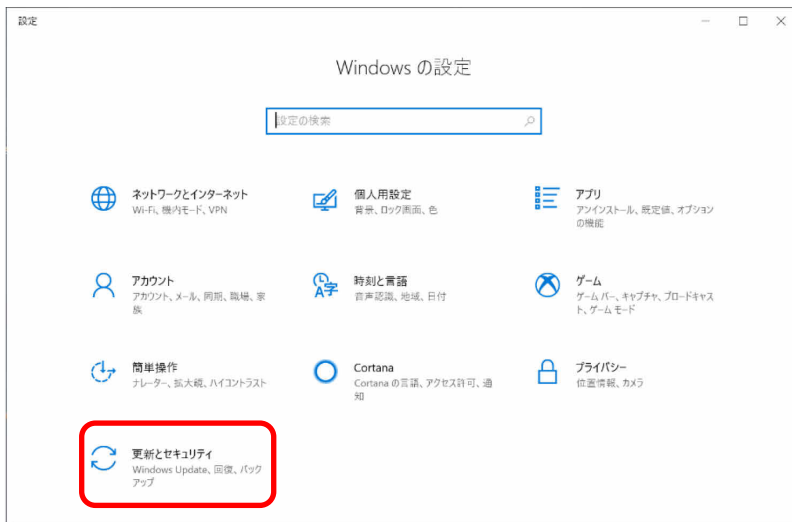 設定
Windows の設定
設定の検索
ネットワークとインターネット
Wi-Fi、機内モード、VPN
個人用設定
背景、ロック画面、色
アプリ
アンインストール、既定値、オプション
の機能
アカウント
アカウント、メール、同期、職場、家
族
時刻と言語
音声認識、地域、日付
ゲーム
ゲーム バー、キャプチャ、ブロードキャス
ト、ゲーム モード
簡単操作
ナレーター、拡大鏡、ハイコントラスト
Cortana
Cortana の言語、アクセス許可、通
知
プライバシー
位置情報、カメラ
更新とセキュリティ
Windows Update、回復、バック
アップ